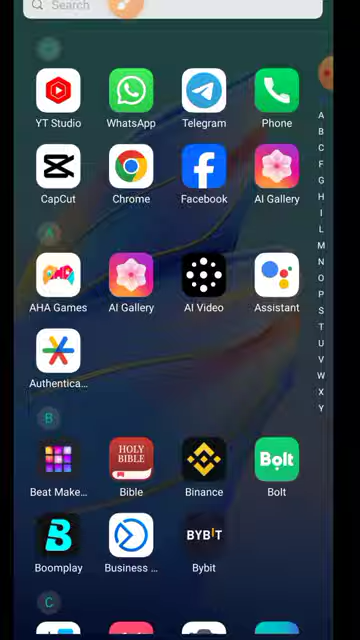 Search
YT Studio WhatsApp Telegram Phone
CapCut Chrome Facebook AI Gallery
A
AHA Games AI Gallery AI Video Assistant
Authentica...
B
HOLY
BIBLE
Bolt
Beat Make... Bible Binance Bolt
B
BYBIT
Boomplay Business ... Bybit
C
A
B
C
F
G
H
I
L
M
N
O
P
S
T
U
V
W
X
Y